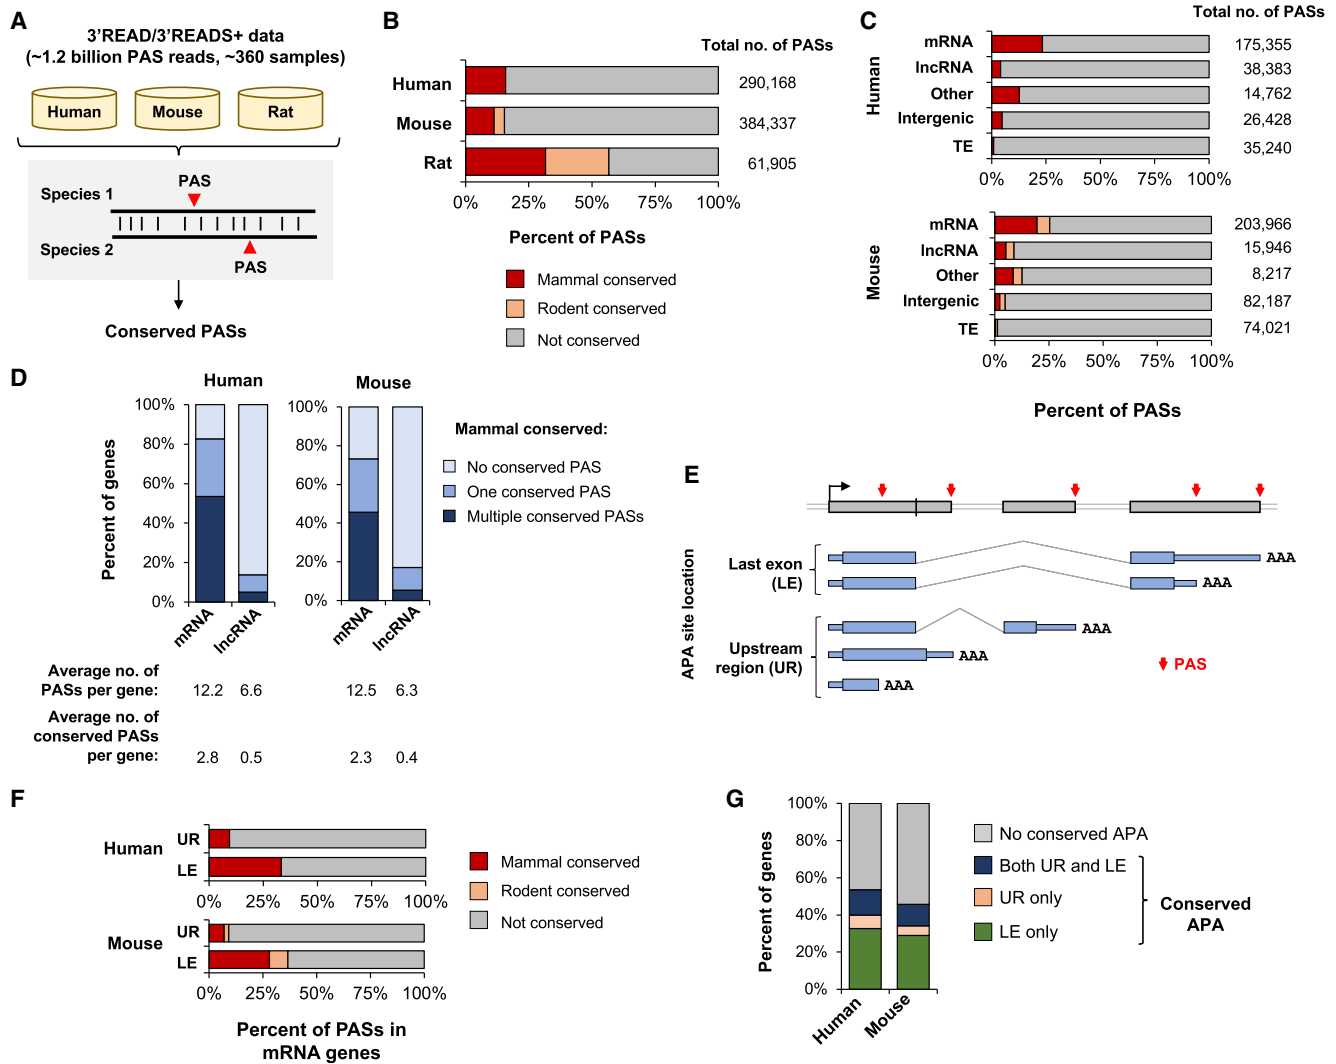 A
3'READ/3'READS+ data
(~1.2 billion PAS reads, ~360 samples)
Human
Mouse
Rat
Species 1
PAS
Species 2
PAS
Conserved PASs
B
Total no. of PASs
Human
290,168
Mouse
384,337
Rat
61,905
0% 25% 50% 75% 100%
Percent of PASs
Mammal conserved
Rodent conserved
Not conserved
C
Total no. of PASs
Human
mRNA 175,355
lncRNA 38,383
Other 14,762
Intergenic 26,428
TE 35,240
0% 25% 50% 75% 100%
Mouse
mRNA 203,966
lncRNA 15,946
Other 8,217
Intergenic 82,187
TE 74,021
0% 25% 50% 75% 100%
Percent of PASs
D
Human
Mouse
Percent of genes
100%
80%
60%
40%
20%
0%
mRNA
lncRNA
100%
80%
60%
40%
20%
0%
mRNA
lncRNA
Mammal conserved:
No conserved PAS
One conserved PAS
Multiple conserved PASs
Average no. of
PASs per gene:
12.2 6.6 12.5 6.3
Average no. of
conserved PASs
per gene:
2.8 0.5 2.3 0.4
E
APA site location
Last exon
(LE)
AAA
AAA
Upstream
region (UR)
AAA
AAA
AAA
PAS
F
Human
UR
LE
0% 25% 50% 75% 100%
Mouse
UR
LE
0% 25% 50% 75% 100%
Percent of PASs in
mRNA genes
Mammal conserved
Rodent conserved
Not conserved
G
Percent of genes
100%
80%
60%
40%
20%
0%
Human
Mouse
No conserved APA
Both UR and LE
UR only
LE only
Conserved
APA